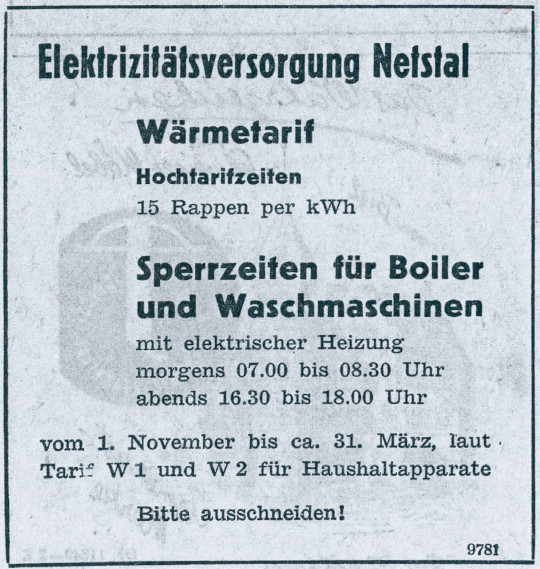 Elektrizitätsversorgung Netstal
Wärmetarif
Hochtarifzeiten
15 Rappen per kWh
Sperrzeiten für Boiler
und Waschmaschinen
mit elektrischer Heizung
morgens 07.00 bis 08.30 Uhr
abends 16.30 bis 18.00 Uhr
vom 1. November bis ca. 31. März, laut
Tarif W 1 und W 2 für Haushaltapparate
Bitte ausschneiden!
9781